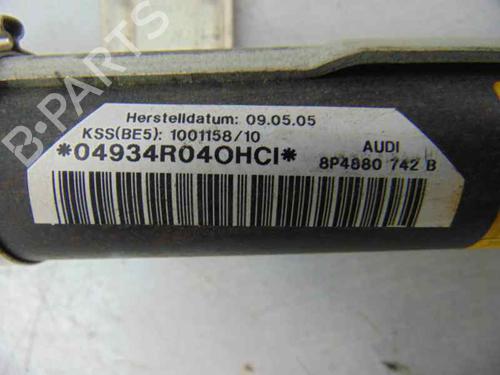 Herstelldatum: 09.05.05
KSS(BE5): 1001158/10
*04934R04OHCI*
AUDI
8P4880 742 B
B-PARTS